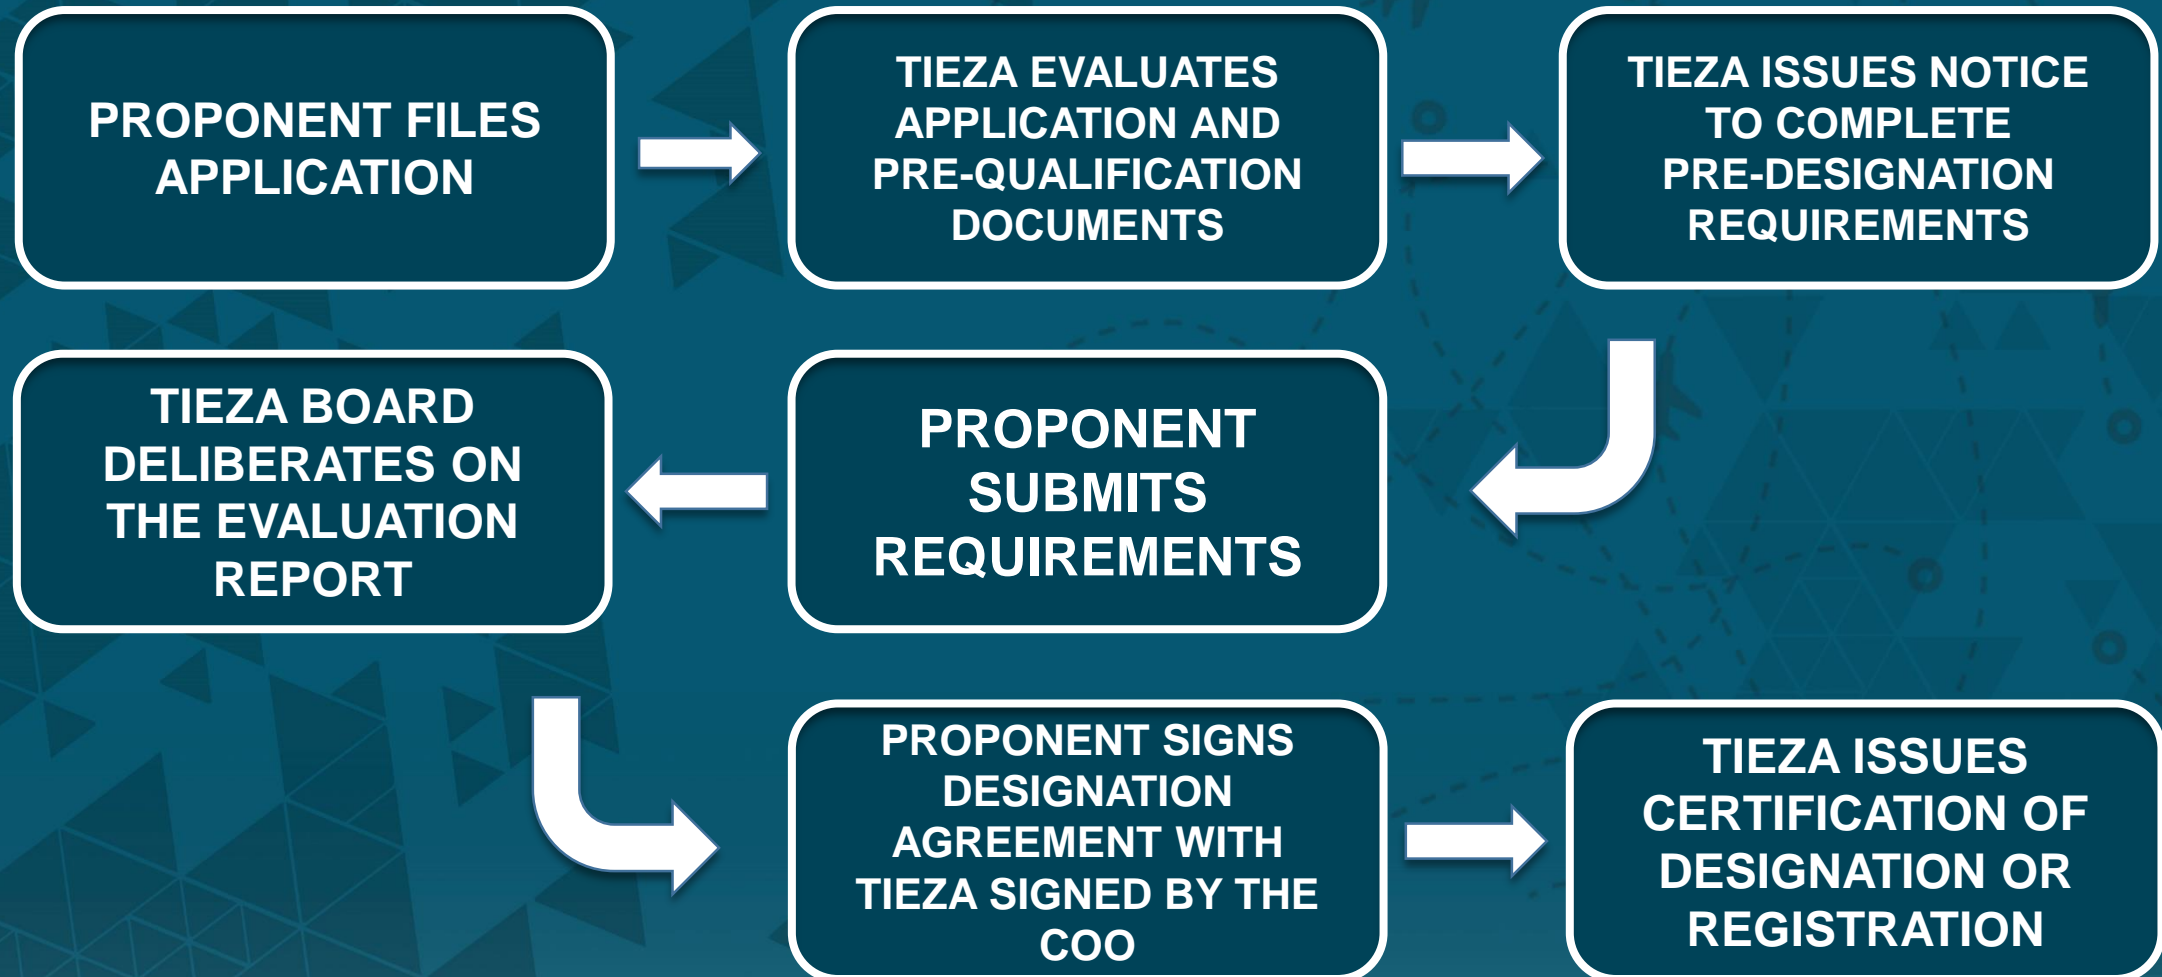 PROPONENT FILES
APPLICATION
TIEZA EVALUATES
APPLICATION AND
PRE-QUALIFICATION
DOCUMENTS
TIEZA ISSUES NOTICE
TO COMPLETE
PRE-DESIGNATION
REQUIREMENTS
PROPONENT
SUBMITS
REQUIREMENTS
TIEZA BOARD
DELIBERATES ON
THE EVALUATION
REPORT
PROPONENT SIGNS
DESIGNATION
AGREEMENT WITH
TIEZA SIGNED BY THE
COO
TIEZA ISSUES
CERTIFICATION OF
DESIGNATION OR
REGISTRATION